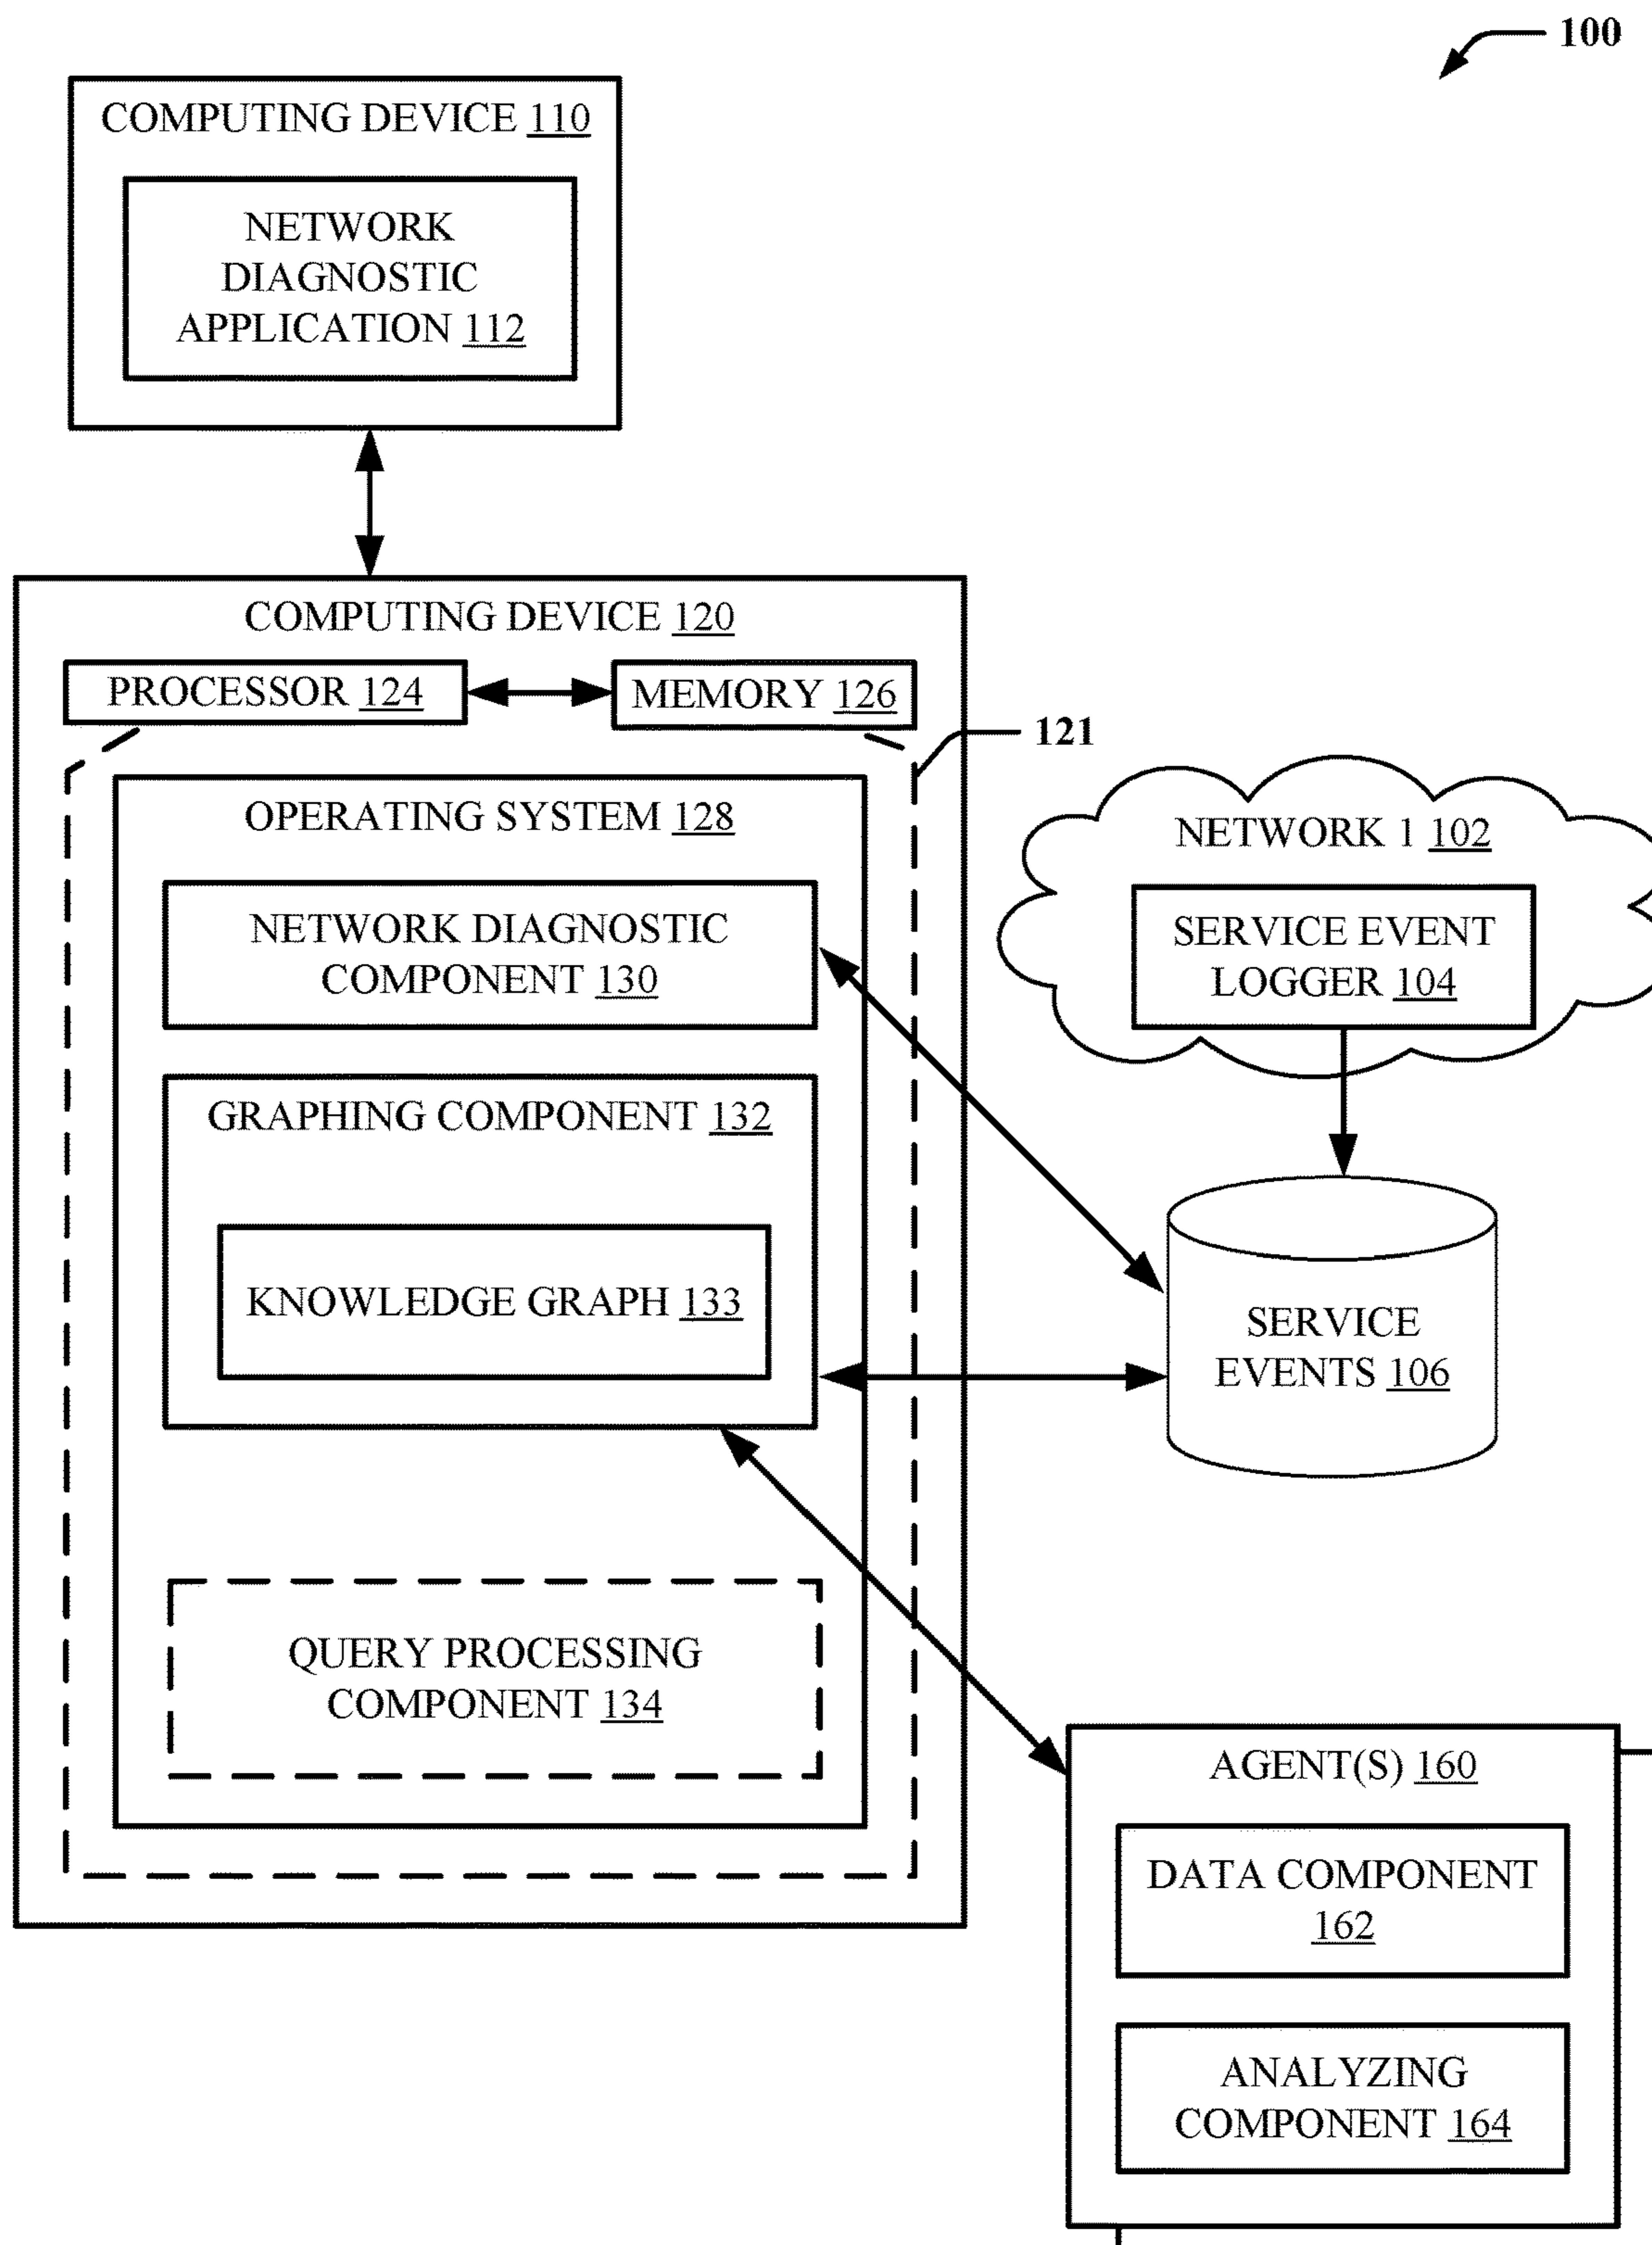 100
COMPUTING DEVICE 110
NETWORK
DIAGNOSTIC
APPLICATION 112
COMPUTING DEVICE 120
PROCESSOR 124
MEMORY 126
121
OPERATING SYSTEM 128
NETWORK DIAGNOSTIC
COMPONENT 130
GRAPHING COMPONENT 132
KNOWLEDGE GRAPH 133
QUERY PROCESSING
COMPONENT 134
NETWORK 1 102
SERVICE EVENT
LOGGER 104
SERVICE
EVENTS 106
AGENT(S) 160
DATA COMPONENT
162
ANALYZING
COMPONENT 164